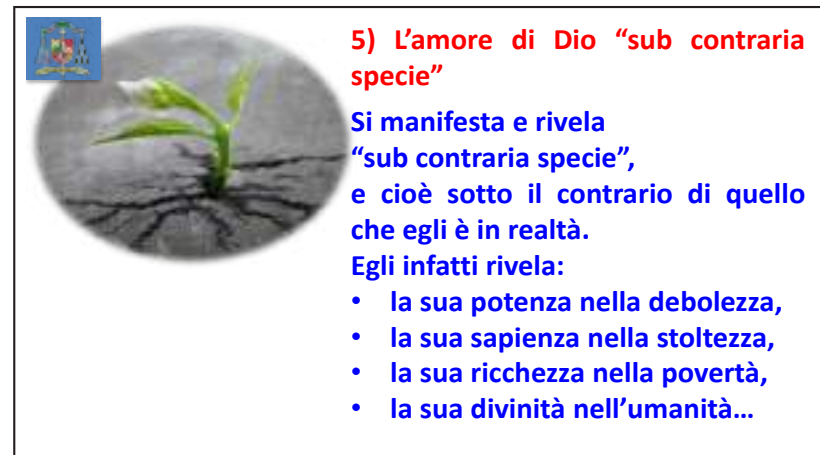 5) L’amore di Dio “sub contraria
specie”
Si manifesta e rivela
“sub contraria specie”,
e cioè sotto il contrario di quello
che egli è in realtà.
Egli infatti rivela:
• la sua potenza nella debolezza,
• la sua sapienza nella stoltezza,
• la sua ricchezza nella povertà,
• la sua divinità nell’umanità…